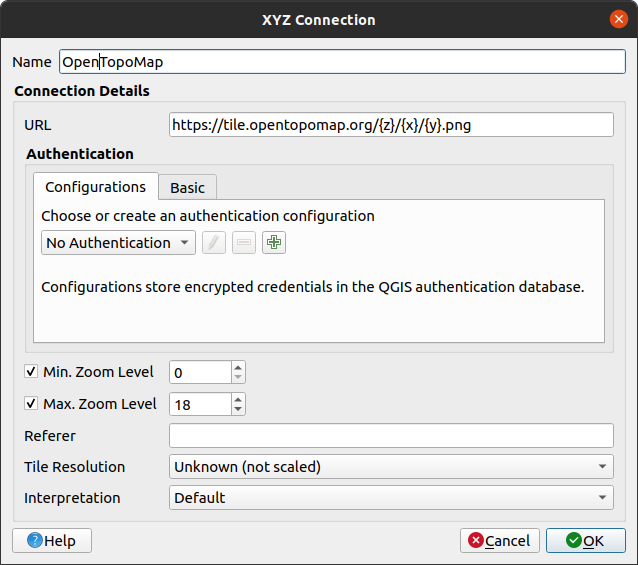 XYZ Connection
Name OpenTopoMap
Connection Details
URL https://tile.opentopomap.org/{z}/{x}/{y}.png
Authentication
Configurations Basic
Choose or create an authentication configuration
No Authentication
Configurations store encrypted credentials in the QGIS authentication database.
Min. Zoom Level 0
Max. Zoom Level 18
Referer
Tile Resolution Unknown (not scaled)
Interpretation Default
Help Cancel OK